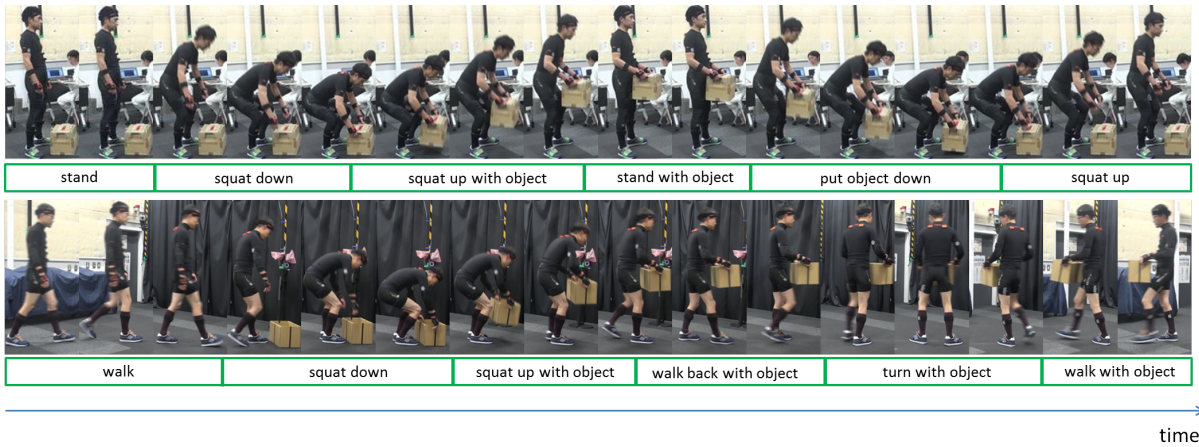 stand squat down squat up with object stand with object put object down squat up
walk squat down squat up with object walk back with object turn with object walk with object
time